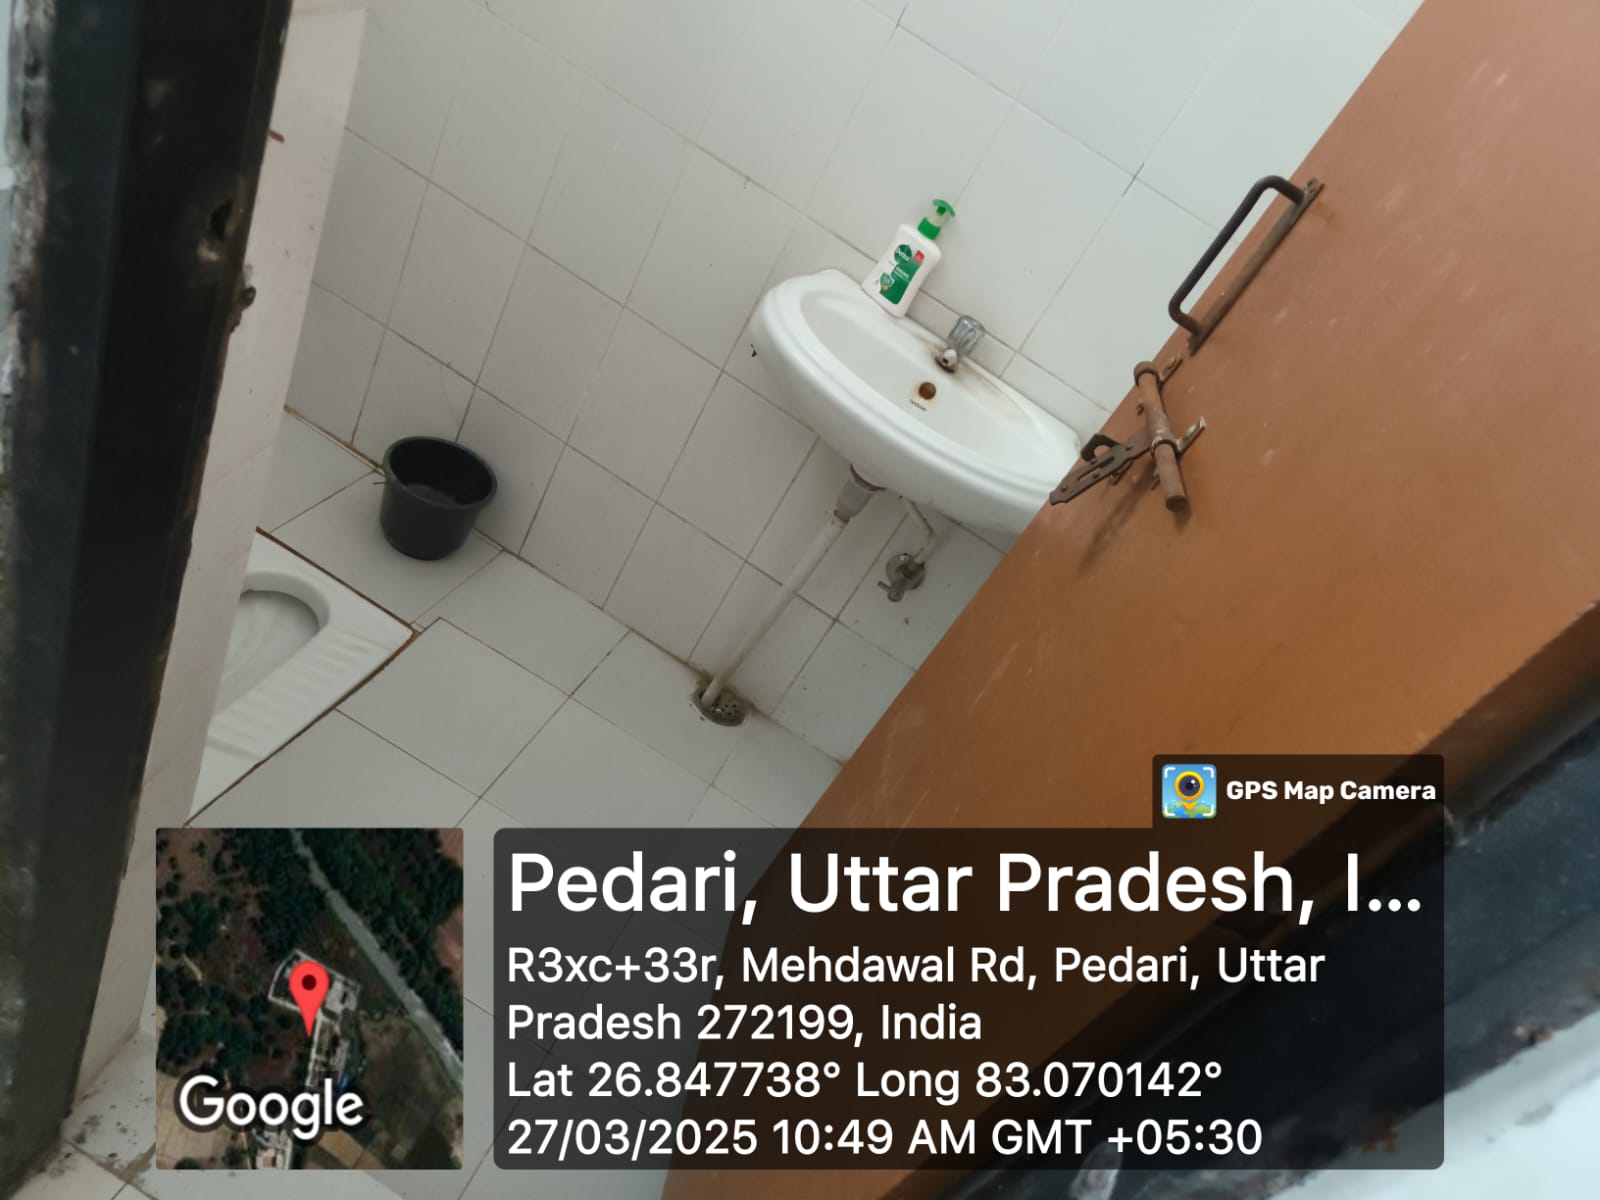 Dettol
GPS Map Camera
Pedari, Uttar Pradesh, I...
R3xc+33r, Mehdawal Rd, Pedari, Uttar
Pradesh 272199, India
Lat 26.847738° Long 83.070142°
27/03/2025 10:49 AM GMT +05:30
Google